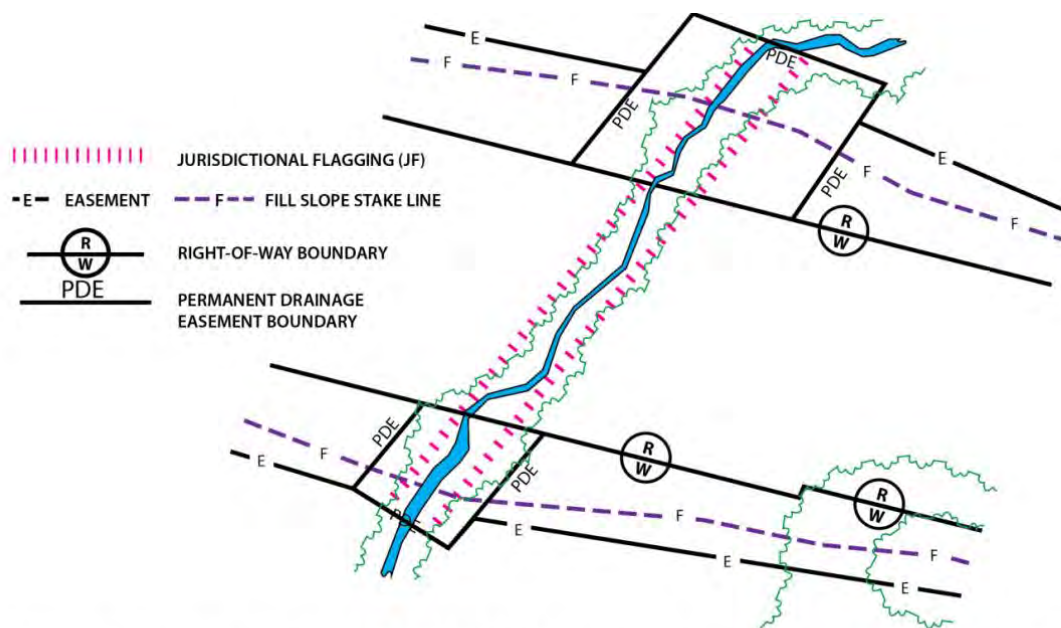 E
F
F
PDE
PDE
JURISDICTIONAL FLAGGING (JF)
E EASEMENT
F FILL SLOPE STAKE LINE
R
W
RIGHT-OF-WAY BOUNDARY
PDE
PERMANENT DRAINAGE
EASEMENT BOUNDARY
F
E
PDE
F
R
W
PDE
F
E
PDE
PDE
R
W
R
W
F
F
E
E
E